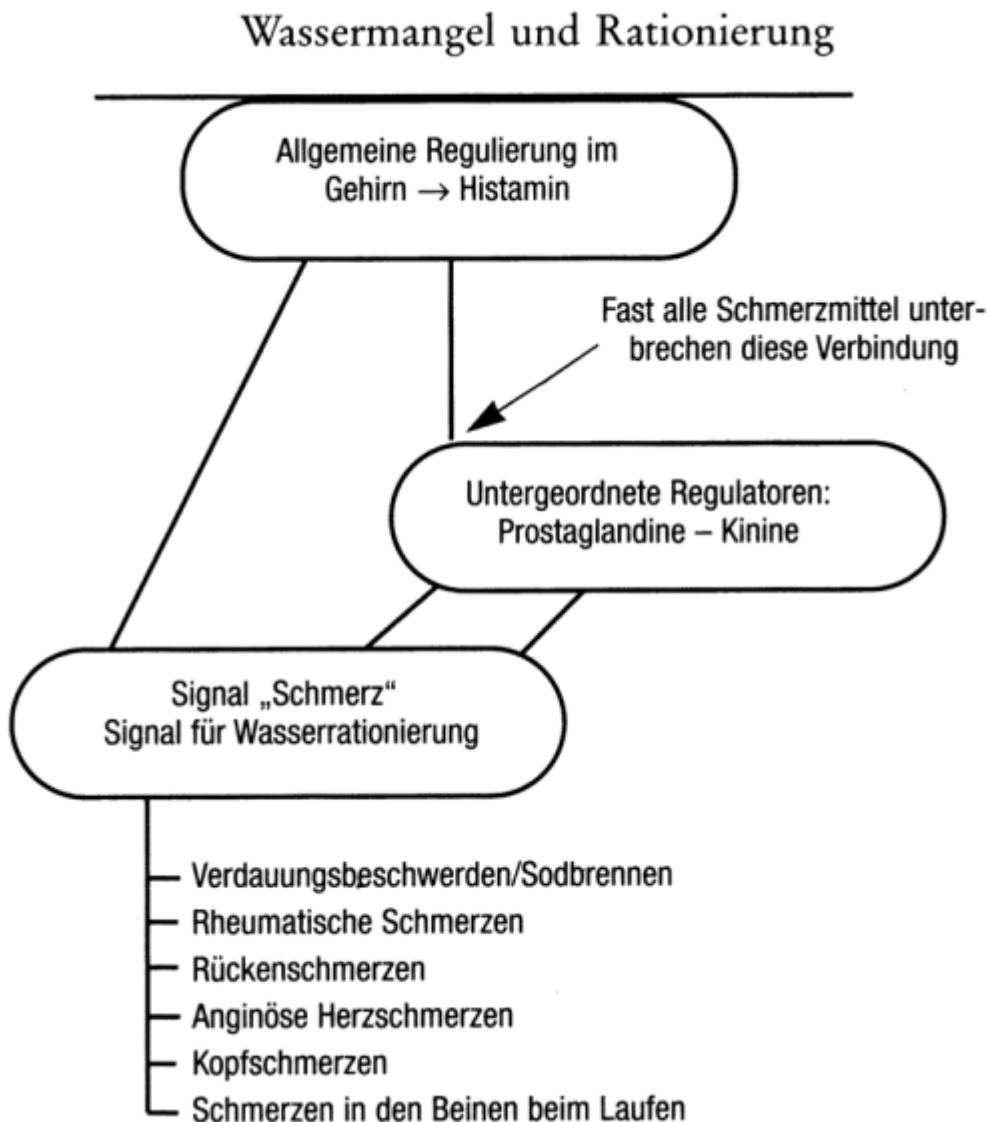 Wassermangel und Rationierung
Allgemeine Regulierung im
Gehirn → Histamin
Fast alle Schmerzmittel unter-
brechen diese Verbindung
Untergeordnete Regulatoren:
Prostaglandine – Kinine
Signal „Schmerz“
Signal für Wasserrationierung
Verdauungsbeschwerden/Sodbrennen
Rheumatische Schmerzen
Rückenschmerzen
Anginöse Herzschmerzen
Kopfschmerzen
Schmerzen in den Beinen beim Laufen